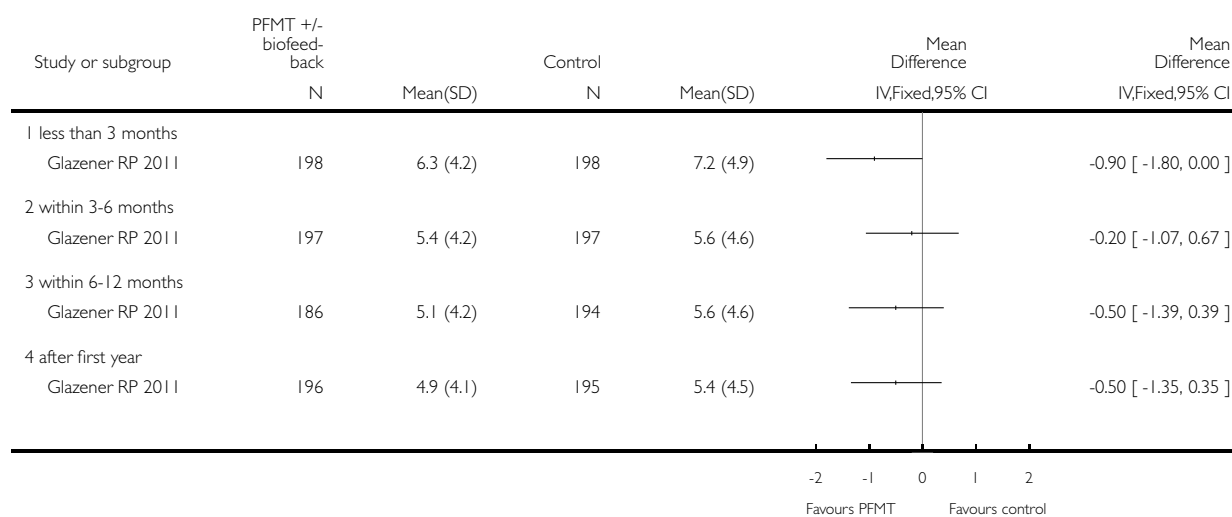 PFMT +/-
biofeed-
back
Study or subgroup Control Mean Difference Mean Difference
N Mean(SD) N Mean(SD) IV,Fixed,95% CI IV,Fixed,95% CI
1 less than 3 months
Glazener RP 2011 198 6.3 (4.2) 198 7.2 (4.9) -0.90 [ -1.80, 0.00 ]
2 within 3-6 months
Glazener RP 2011 197 5.4 (4.2) 197 5.6 (4.6) -0.20 [ -1.07, 0.67 ]
3 within 6-12 months
Glazener RP 2011 186 5.1 (4.2) 194 5.6 (4.6) -0.50 [ -1.39, 0.39 ]
4 after first year
Glazener RP 2011 196 4.9 (4.1) 195 5.4 (4.5) -0.50 [ -1.35, 0.35 ]
-2 -1 0 1 2
Favours PFMT Favours control